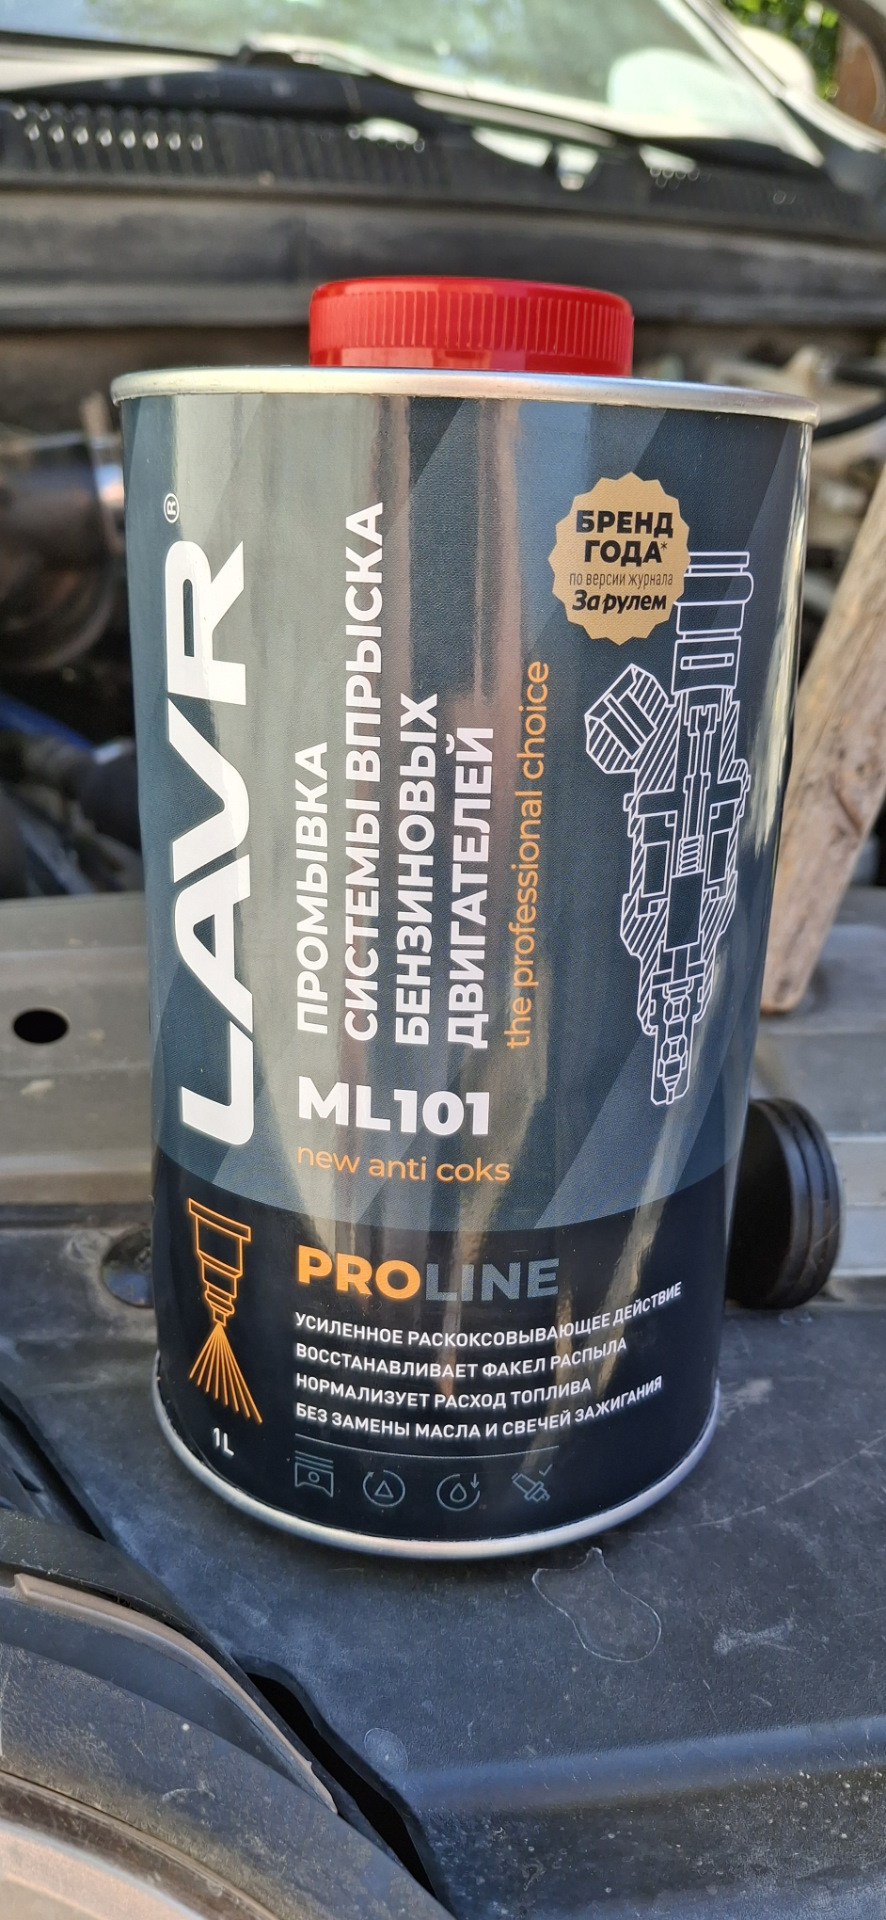 LAVR®
ПРОМЫВКА
СИСТЕМЫ ВПРЫСКА
БЕНЗИНОВЫХ
ДВИГАТЕЛЕЙ
the professional choice
БРЕНД
ГОДА*
по версии журнала
За рулем
ML101
new anti coks
PROLINE
УСИЛЕННОЕ РАСКОКСОВЫВАЮЩЕЕ ДЕЙСТВИЕ
ВОССТАНАВЛИВАЕТ ФАКЕЛ РАСПЫЛА
НОРМАЛИЗУЕТ РАСХОД ТОПЛИВА
БЕЗ ЗАМЕНЫ МАСЛА И СВЕЧЕЙ ЗАЖИГАНИЯ
1L